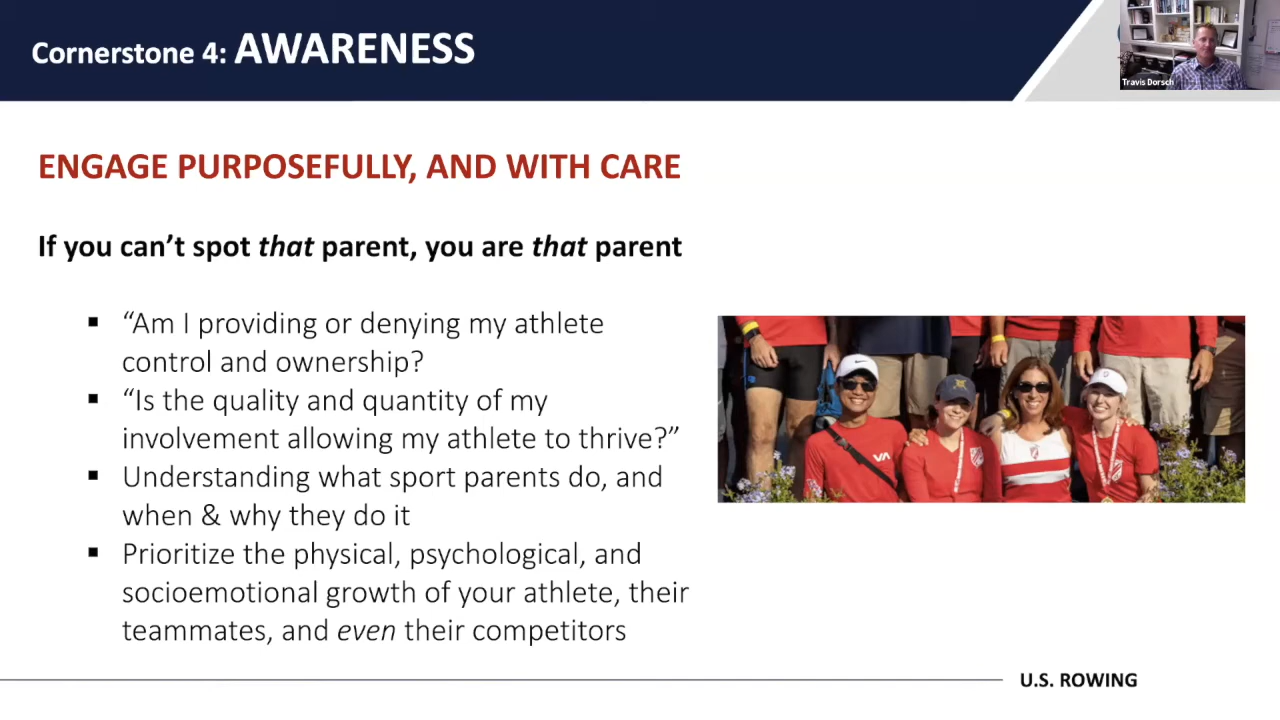 Cornerstone 4: AWARENESS
Travis Dorsch
ENGAGE PURPOSEFULLY, AND WITH CARE
If you can't spot that parent, you are that parent
▪ “Am I providing or denying my athlete
control and ownership?
▪ “Is the quality and quantity of my
involvement allowing my athlete to thrive?”
▪ Understanding what sport parents do, and
when & why they do it
▪ Prioritize the physical, psychological, and
socioemotional growth of your athlete, their
teammates, and even their competitors
VA
U.S. ROWING